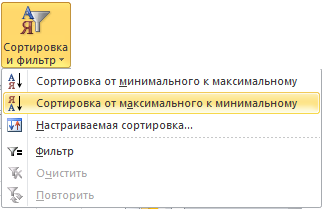 Сортировка
и фильтр
Сортировка от минимального к максимальному
Сортировка от максимального к минимальному
Настраиваемая сортировка...
Фильтр
Очистить
Повторить